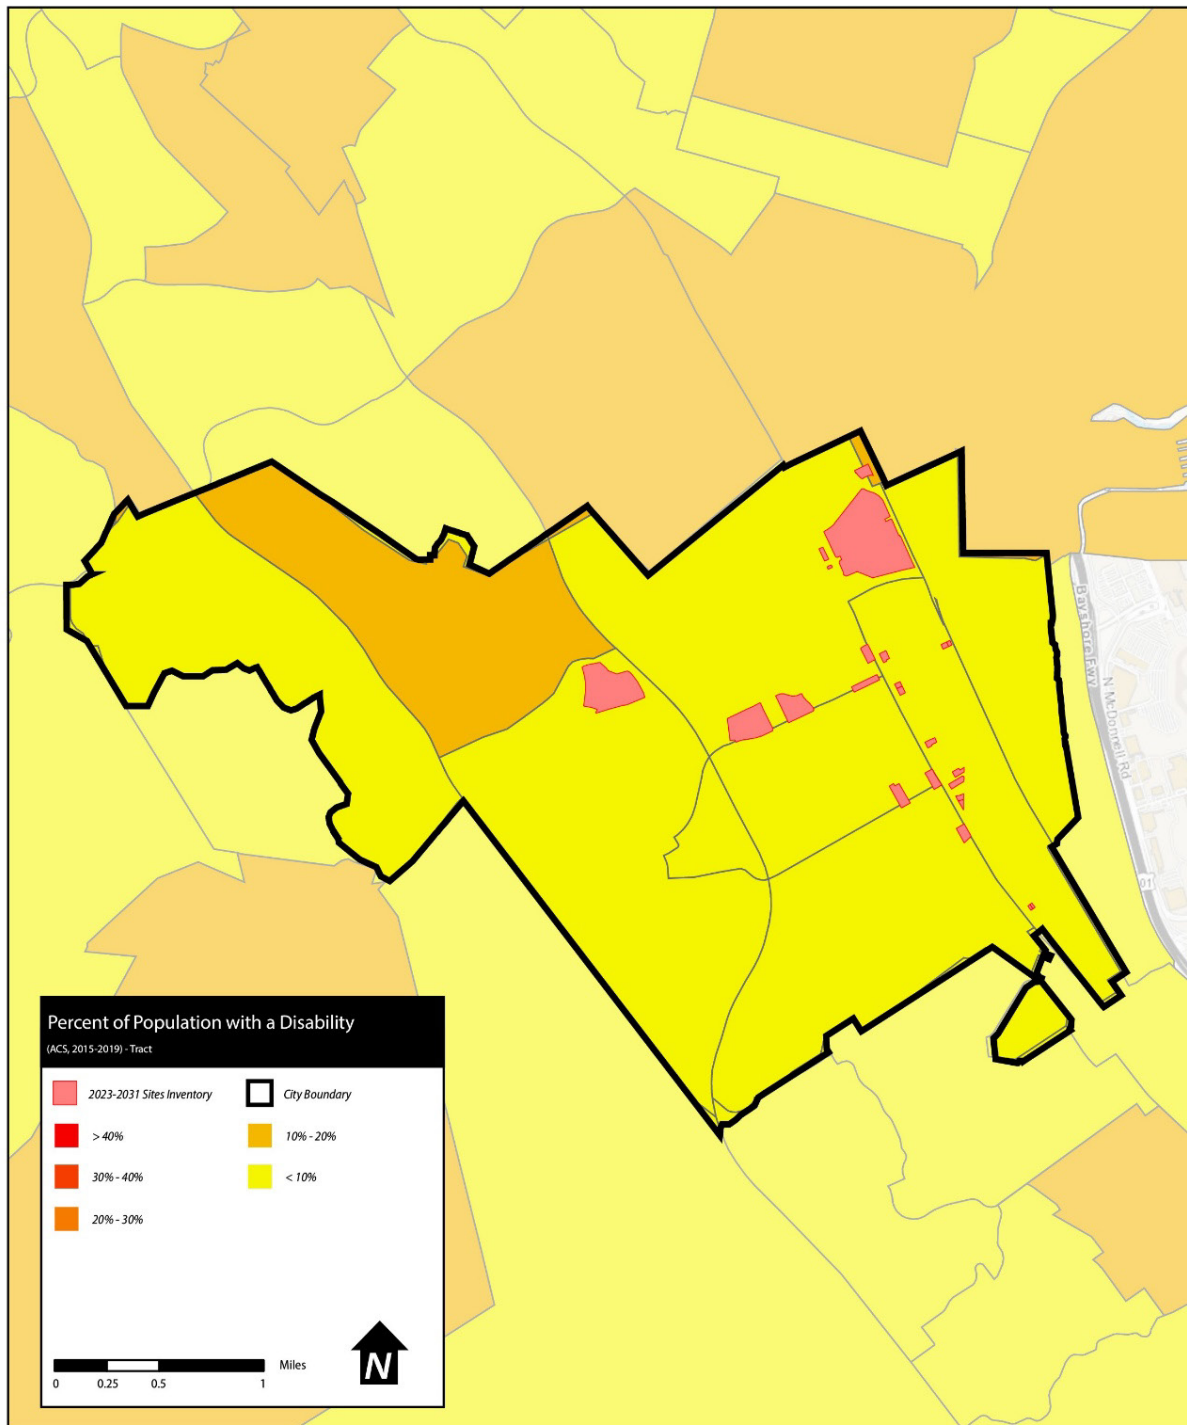 Bayshore Fwy
N McDonnell Rd
01
Percent of Population with a Disability
(ACS, 2015-2019) - Tract
2023-2031 Sites Inventory
City Boundary
> 40%
10% - 20%
30% - 40%
< 10%
20% - 30%
Miles
0 0.25 0.5 1
N